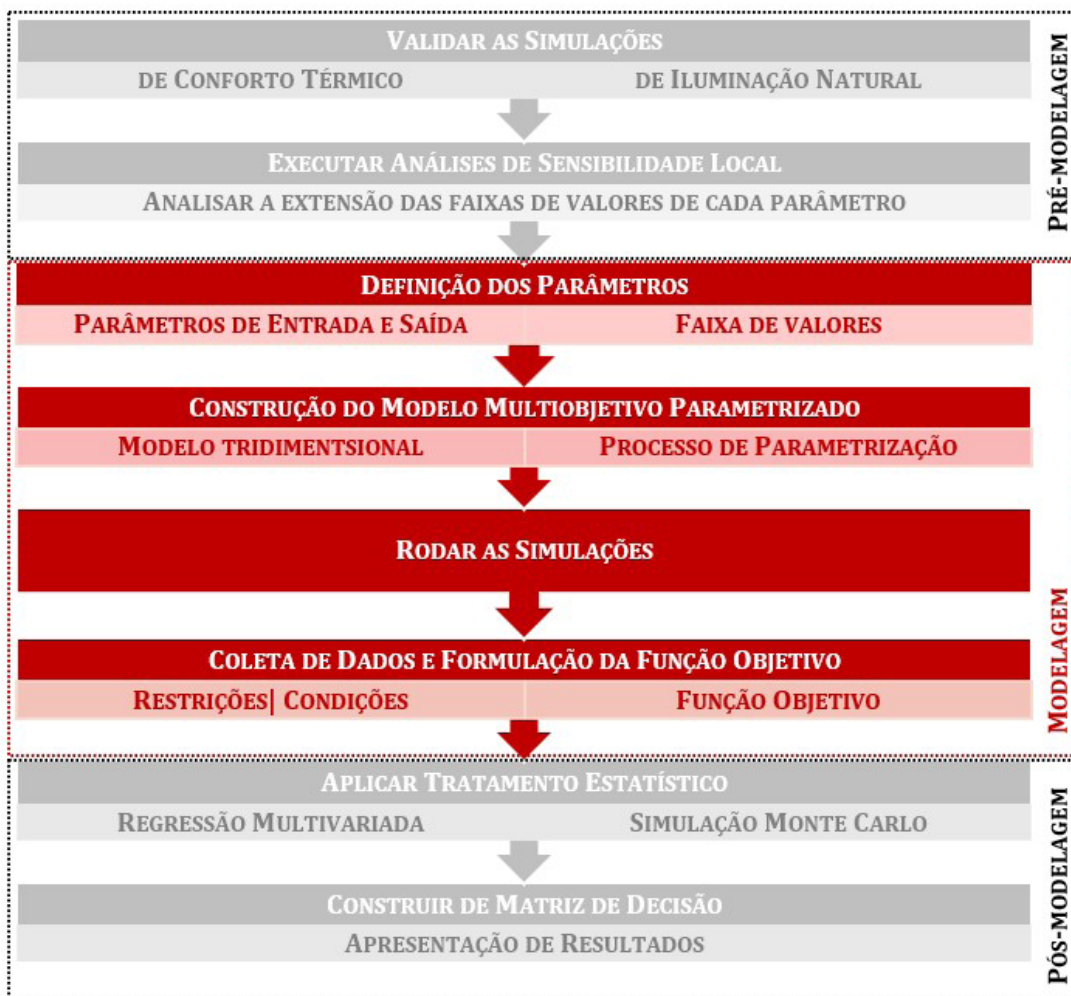 VALIDAR AS SIMULAÇÕES
DE CONFORTO TÉRMICO
DE ILUMINAÇÃO NATURAL
EXECUTAR ANÁLISES DE SENSIBILIDADE LOCAL
ANALISAR A EXTENSÃO DAS FAIXAS DE VALORES DE CADA PARÂMETRO
PRÉ-MODELAGEM
DEFINIÇÃO DOS PARÂMETROS
PARÂMETROS DE ENTRADA E SAÍDA
FAIXA DE VALORES
CONSTRUÇÃO DO MODELO MULTIOBJETIVO PARAMETRIZADO
MODELO TRIDIMENTSIONAL
PROCESSO DE PARAMETRIZAÇÃO
RODAR AS SIMULAÇÕES
COLETA DE DADOS E FORMULAÇÃO DA FUNÇÃO OBJETIVO
RESTRIÇÕES| CONDIÇÕES
FUNÇÃO OBJETIVO
MODELAGEM
APLICAR TRATAMENTO ESTATÍSTICO
REGRESSÃO MULTIVARIADA
SIMULAÇÃO MONTE CARLO
CONSTRUIR DE MATRIZ DE DECISÃO
APRESENTAÇÃO DE RESULTADOS
PÓS-MODELAGEM